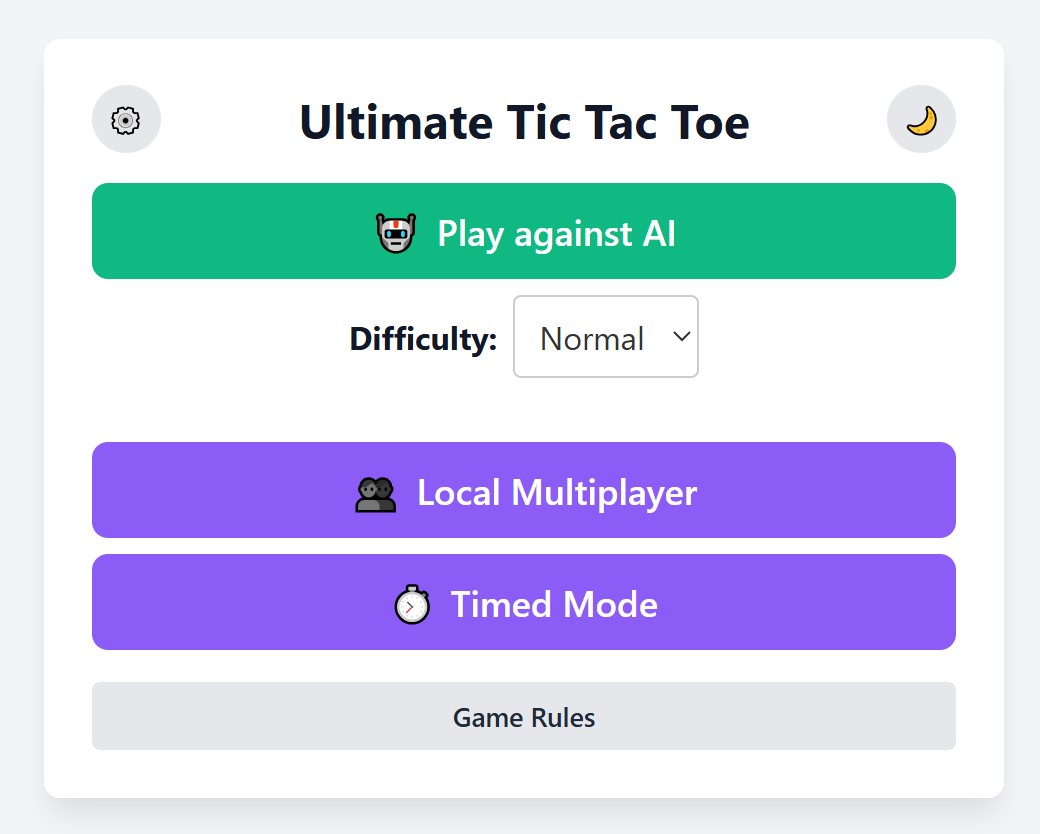 Ultimate Tic Tac Toe
Play against AI
Difficulty: Normal
Local Multiplayer
Timed Mode
Game Rules